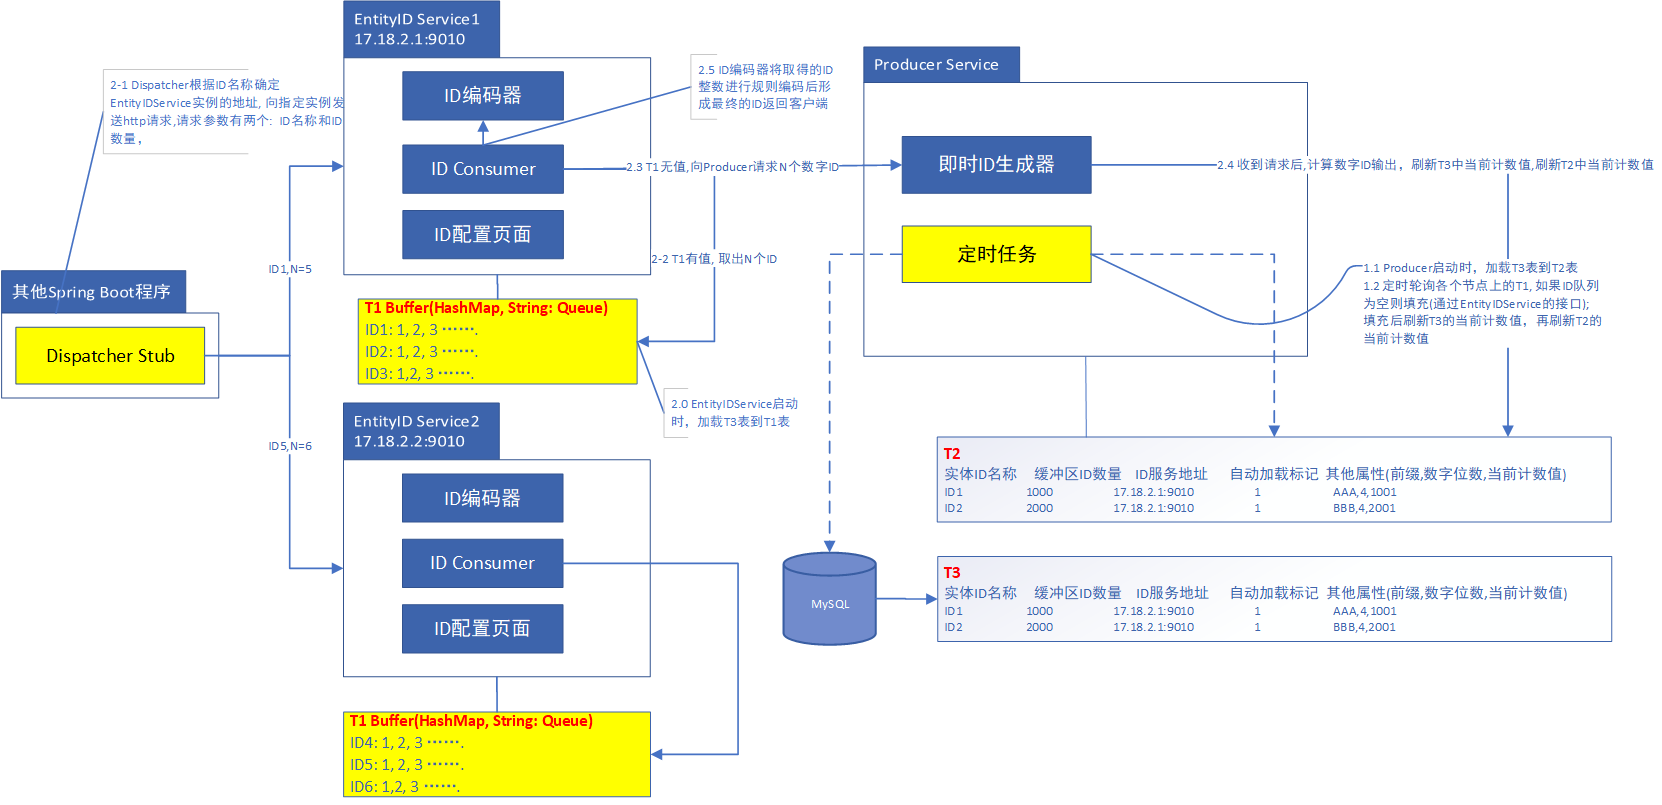 EntityID Service1
17.18.2.1:9010
2-1 Dispatcher根据ID名称确定
EntityIDService实例的地址, 向指定实例发
送http请求,请求参数有两个: ID名称和ID
数量，
ID编码器
ID Consumer
ID配置页面
2.5 ID编码器将取得的ID
整数进行规则编码后形
成最终的ID返回客户端
Producer Service
2.3 T1无值,向Producer请求N个数字ID
即时ID生成器
2.4 收到请求后,计算数字ID输出，刷新T3中当前计数值,刷新T2中当前计数值
定时任务
2-2 T1有值, 取出N个ID
1.1 Producer启动时，加载T3表到T2表
1.2 定时轮询各个节点上的T1, 如果ID队列
为空则填充(通过EntityIDService的接口);
填充后刷新T3的当前计数值，再刷新T2的
当前计数值
其他Spring Boot程序
Dispatcher Stub
ID1,N=5
ID5,N=6
T1 Buffer(HashMap, String: Queue)
ID1: 1, 2, 3 …….
ID2: 1, 2, 3 …….
ID3: 1,2, 3 …….
2.0 EntityIDService启动
时，加载T3表到T1表
EntityID Service2
17.18.2.2:9010
ID编码器
ID Consumer
ID配置页面
T1 Buffer(HashMap, String: Queue)
ID4: 1, 2, 3 …….
ID5: 1, 2, 3 …….
ID6: 1,2, 3 …….
T2
实体ID名称 缓冲区ID数量 ID服务地址 自动加载标记 其他属性(前缀,数字位数,当前计数值)
ID1 1000 17.18.2.1:9010 1 AAA,4,1001
ID2 2000 17.18.2.1:9010 1 BBB,4,2001
MySQL
T3
实体ID名称 缓冲区ID数量 ID服务地址 自动加载标记 其他属性(前缀,数字位数,当前计数值)
ID1 1000 17.18.2.1:9010 1 AAA,4,1001
ID2 2000 17.18.2.1:9010 1 BBB,4,2001